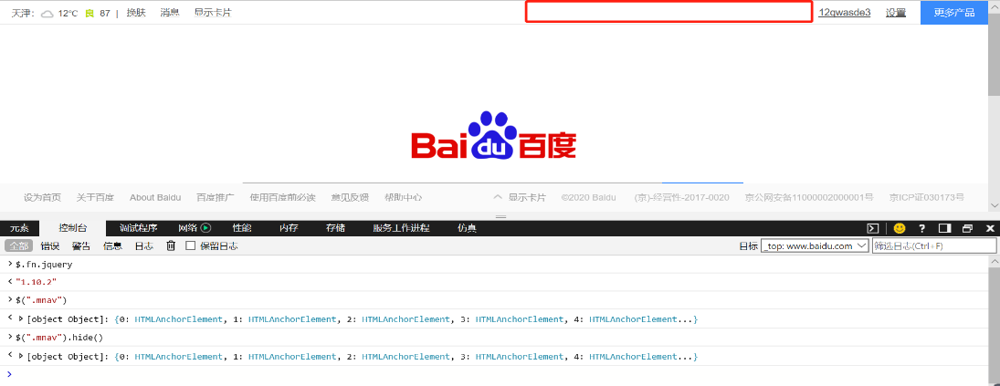 天津: 12℃ 良 87 | 换肤 消息 显示卡片 12qwasde3 设置 更多产品
Bai du 百度
设为首页 关于百度 About Baidu 百度推广 使用百度前必读 意见反馈 帮助中心 显示卡片 ©2020 Baidu (京)-经营性-2017-0020 京公网安备11000002000001号 京ICP证030173号
元素 控制台 调试程序 网络 性能 内存 存储 服务工作进程 仿真 ?
全部 错误 警告 信息 日志 保留日志 目标 _top: www.baidu.com 筛选日志(Ctrl+F)
$.fn.jquery
"1.10.2"
$(".mnav")
[object Object]: {0: HTMLAnchorElement, 1: HTMLAnchorElement, 2: HTMLAnchorElement, 3: HTMLAnchorElement, 4: HTMLAnchorElement...}
$(".mnav").hide()
[object Object]: {0: HTMLAnchorElement, 1: HTMLAnchorElement, 2: HTMLAnchorElement, 3: HTMLAnchorElement, 4: HTMLAnchorElement...}